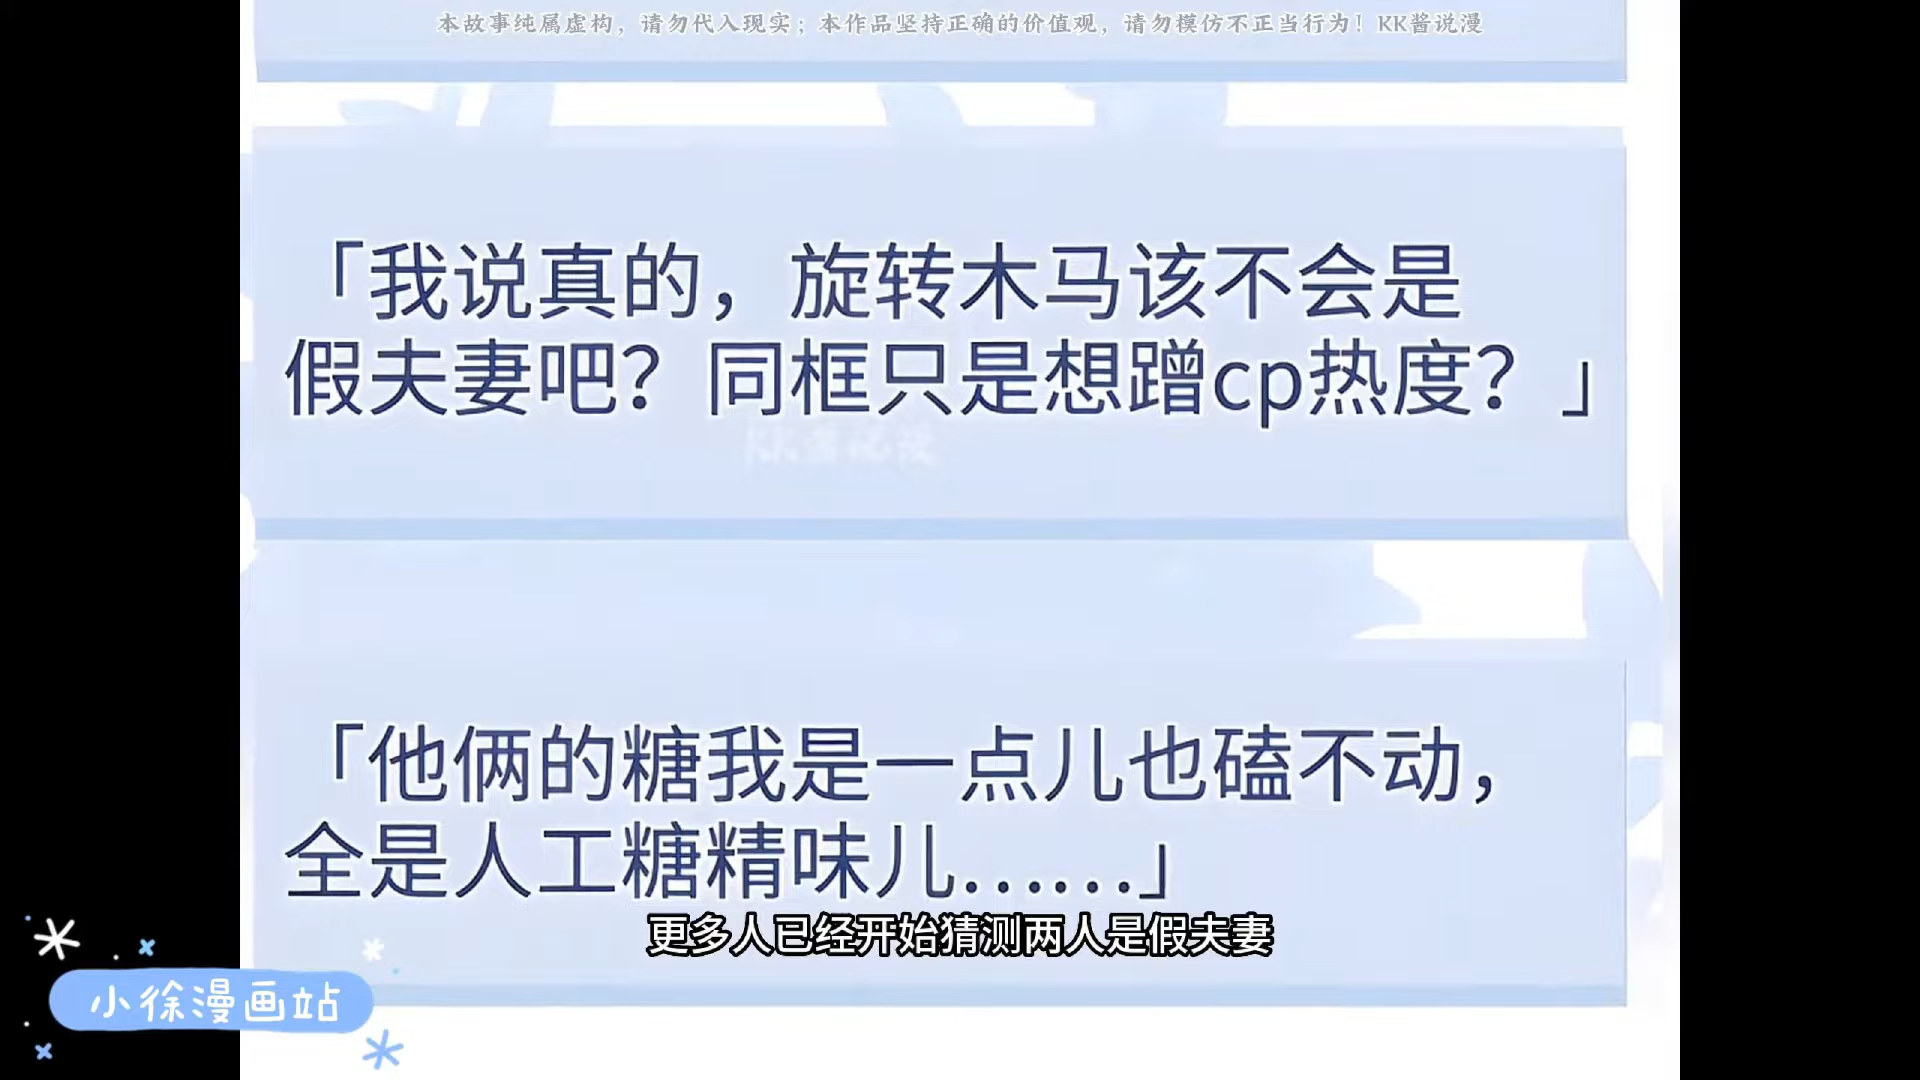 本故事纯属虚构，请勿代入现实；本作品坚持正确的价值观，请勿模仿不正当行为！KK酱说漫
「我说真的，旋转木马该不会是
假夫妻吧？同框只是想蹭cp热度？」
KK酱说漫
「他俩的糖我是一点儿也磕不动，
全是人工糖精味儿……」
更多人已经开始猜测两人是假夫妻
小徐漫画站